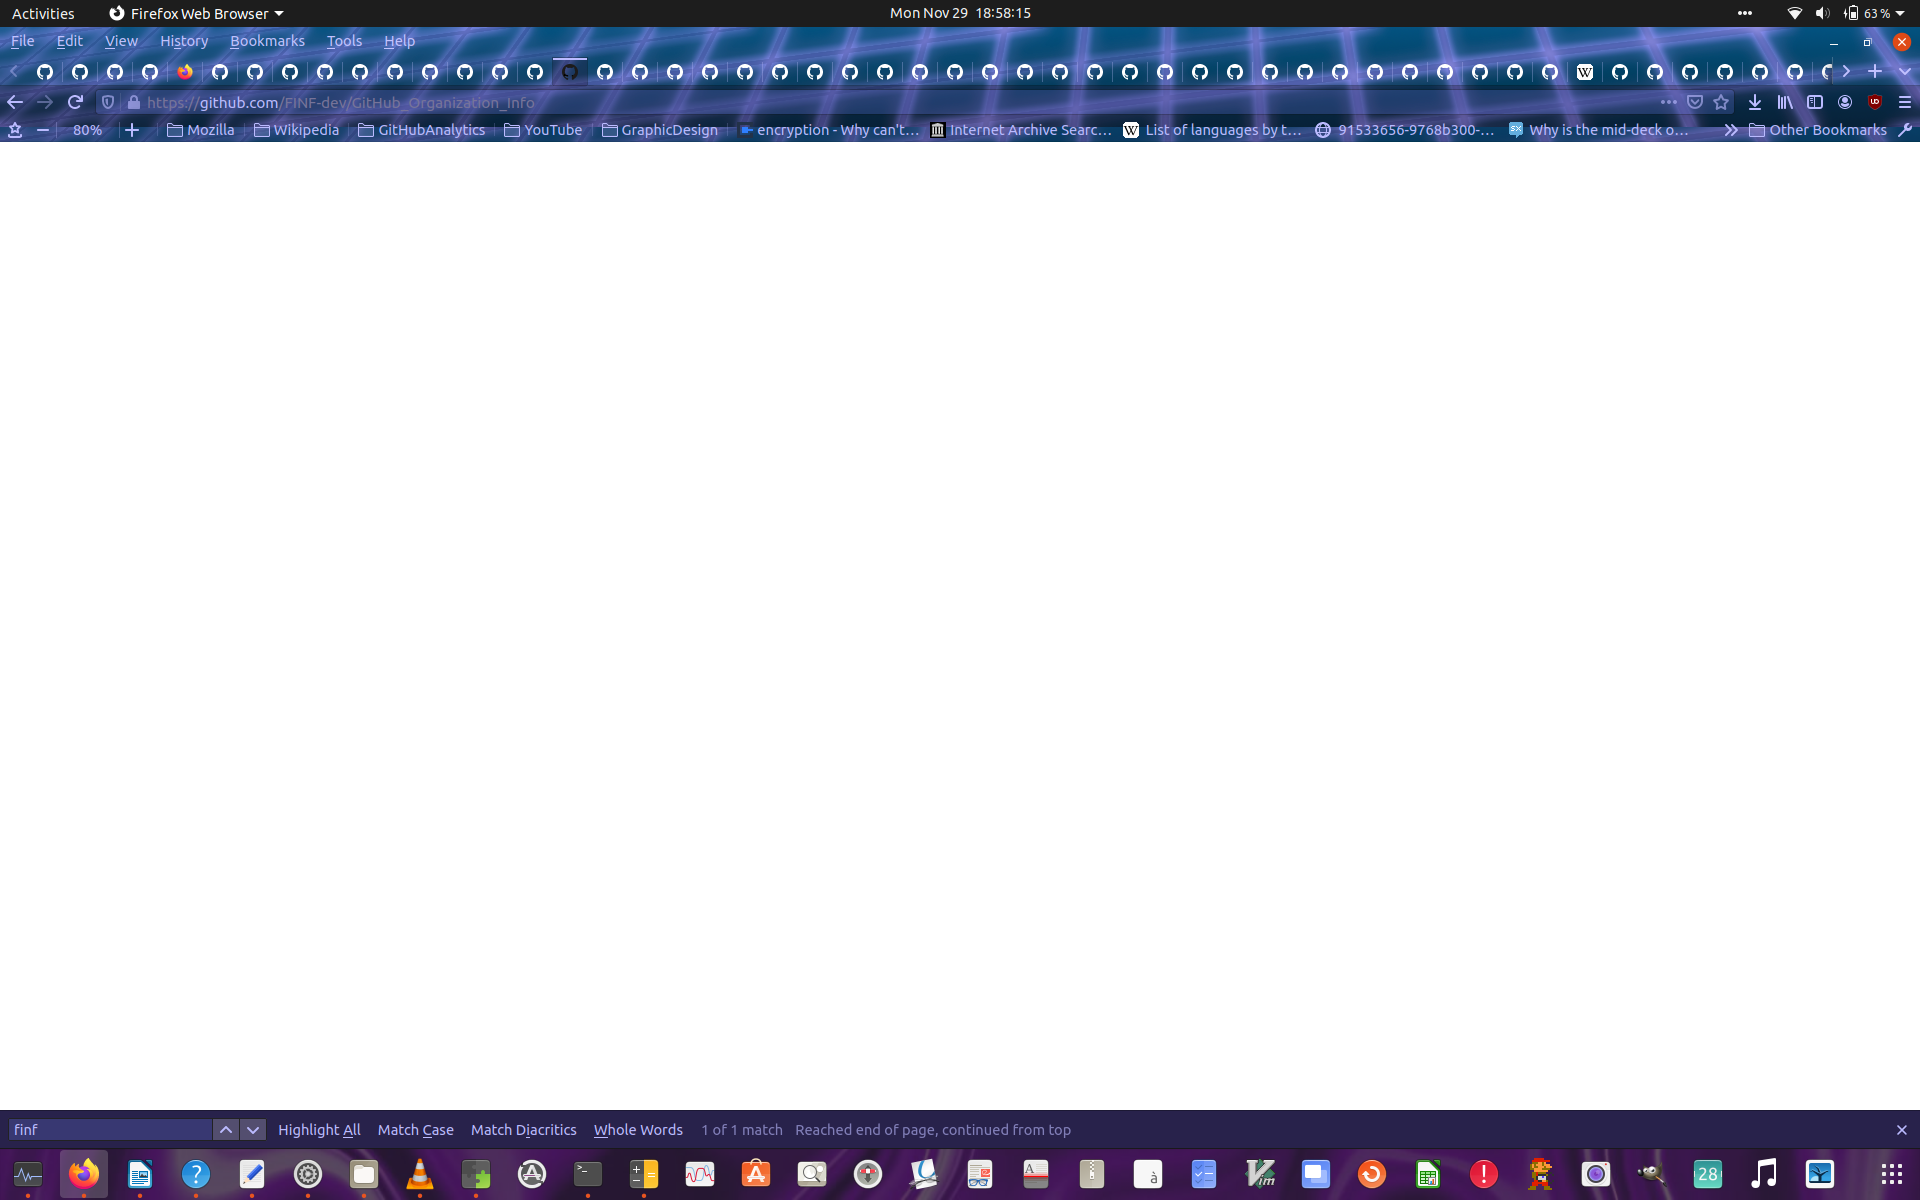 Activities Firefox Web Browser Mon Nov 29 18:58:15 63 %
File Edit View History Bookmarks Tools Help
https://github.com/FINF-dev/GitHub_Organization_Info
80% Mozilla Wikipedia GitHubAnalytics YouTube GraphicDesign encryption - Why can't… Internet Archive Searc… W List of languages by t… 91533656-9768b300-… Why is the mid-deck o… Other Bookmarks
finf Highlight All Match Case Match Diacritics Whole Words 1 of 1 match Reached end of page, continued from top
28